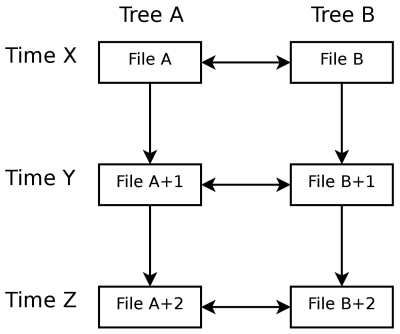 Tree A Tree B
Time X File A File B
Time Y File A+1 File B+1
Time Z File A+2 File B+2